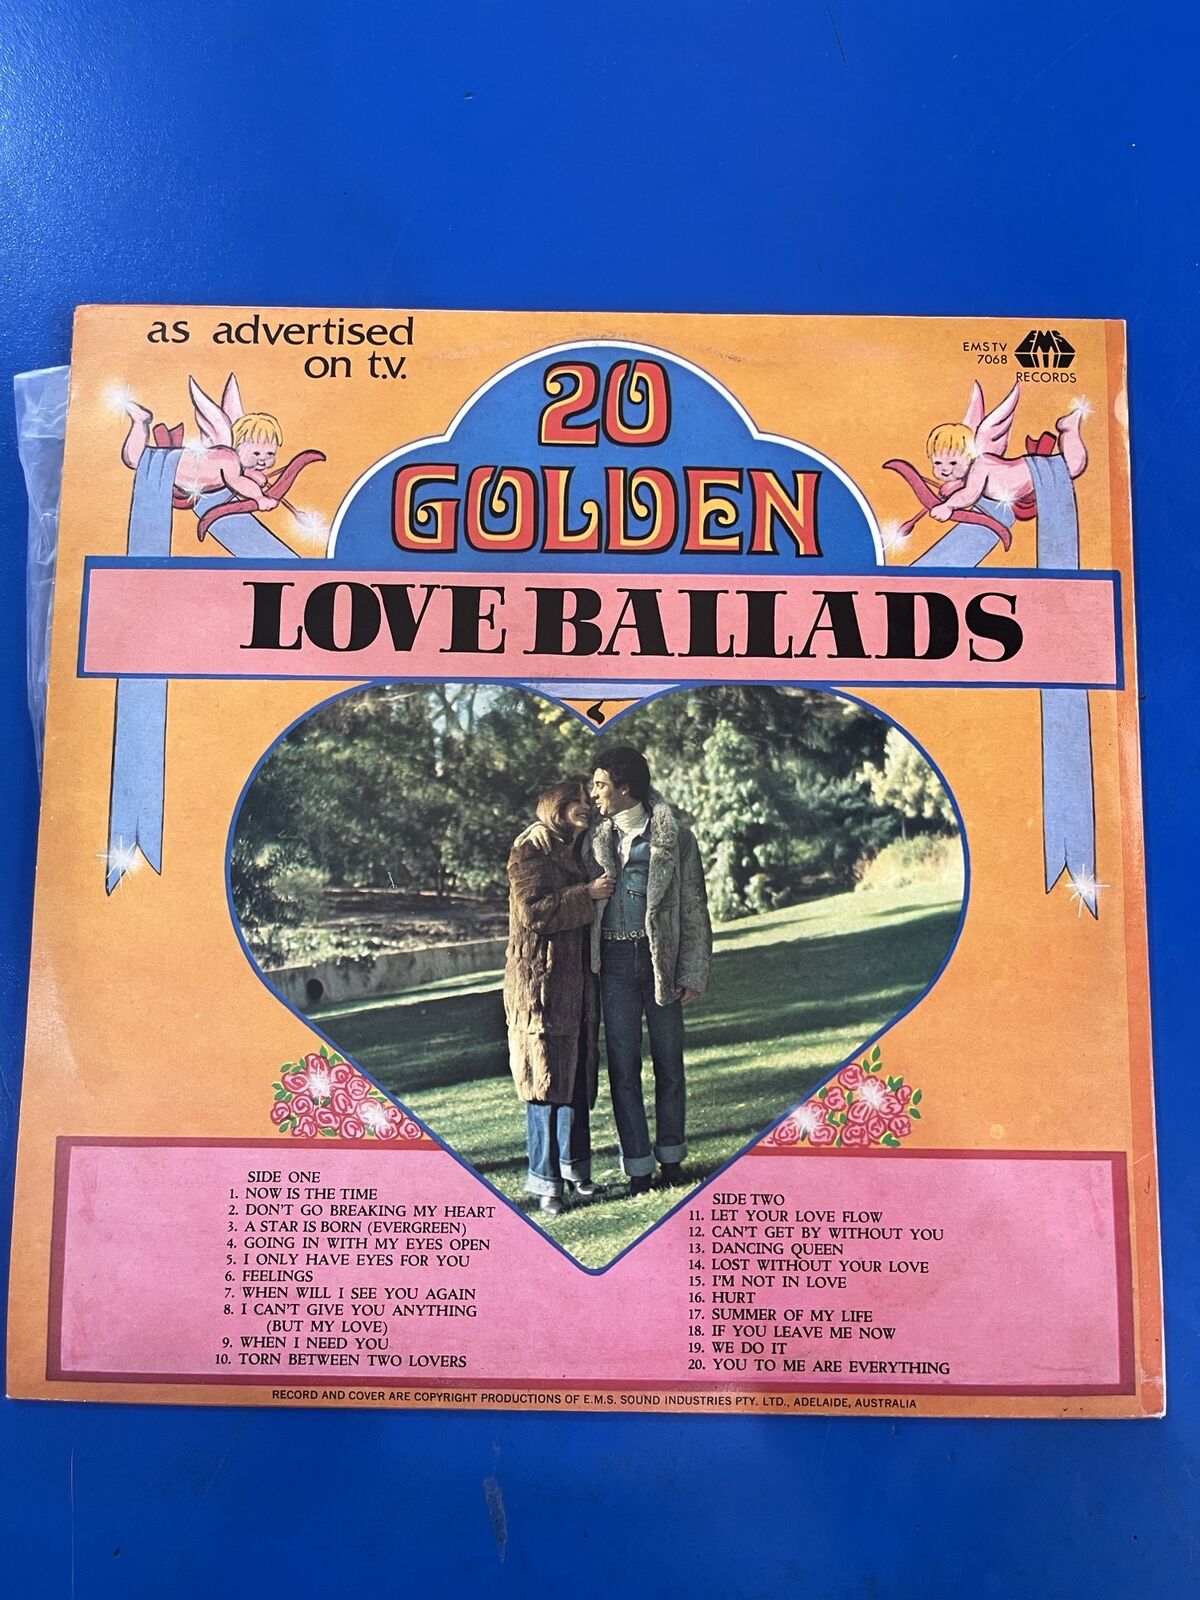 as advertised
on t.v.
EMSTV
7068
EMS
RECORDS
20
GOLDEN
LOVE BALLADS
SIDE ONE
1. NOW IS THE TIME
2. DON'T GO BREAKING MY HEART
3. A STAR IS BORN (EVERGREEN)
4. GOING IN WITH MY EYES OPEN
5. I ONLY HAVE EYES FOR YOU
6. FEELINGS
7. WHEN WILL I SEE YOU AGAIN
8. I CAN'T GIVE YOU ANYTHING
(BUT MY LOVE)
9. WHEN I NEED YOU
10. TORN BETWEEN TWO LOVERS
SIDE TWO
11. LET YOUR LOVE FLOW
12. CAN'T GET BY WITHOUT YOU
13. DANCING QUEEN
14. LOST WITHOUT YOUR LOVE
15. I'M NOT IN LOVE
16. HURT
17. SUMMER OF MY LIFE
18. IF YOU LEAVE ME NOW
19. WE DO IT
20. YOU TO ME ARE EVERYTHING
RECORD AND COVER ARE COPYRIGHT PRODUCTIONS OF E.M.S. SOUND INDUSTRIES PTY. LTD., ADELAIDE, AUSTRALIA